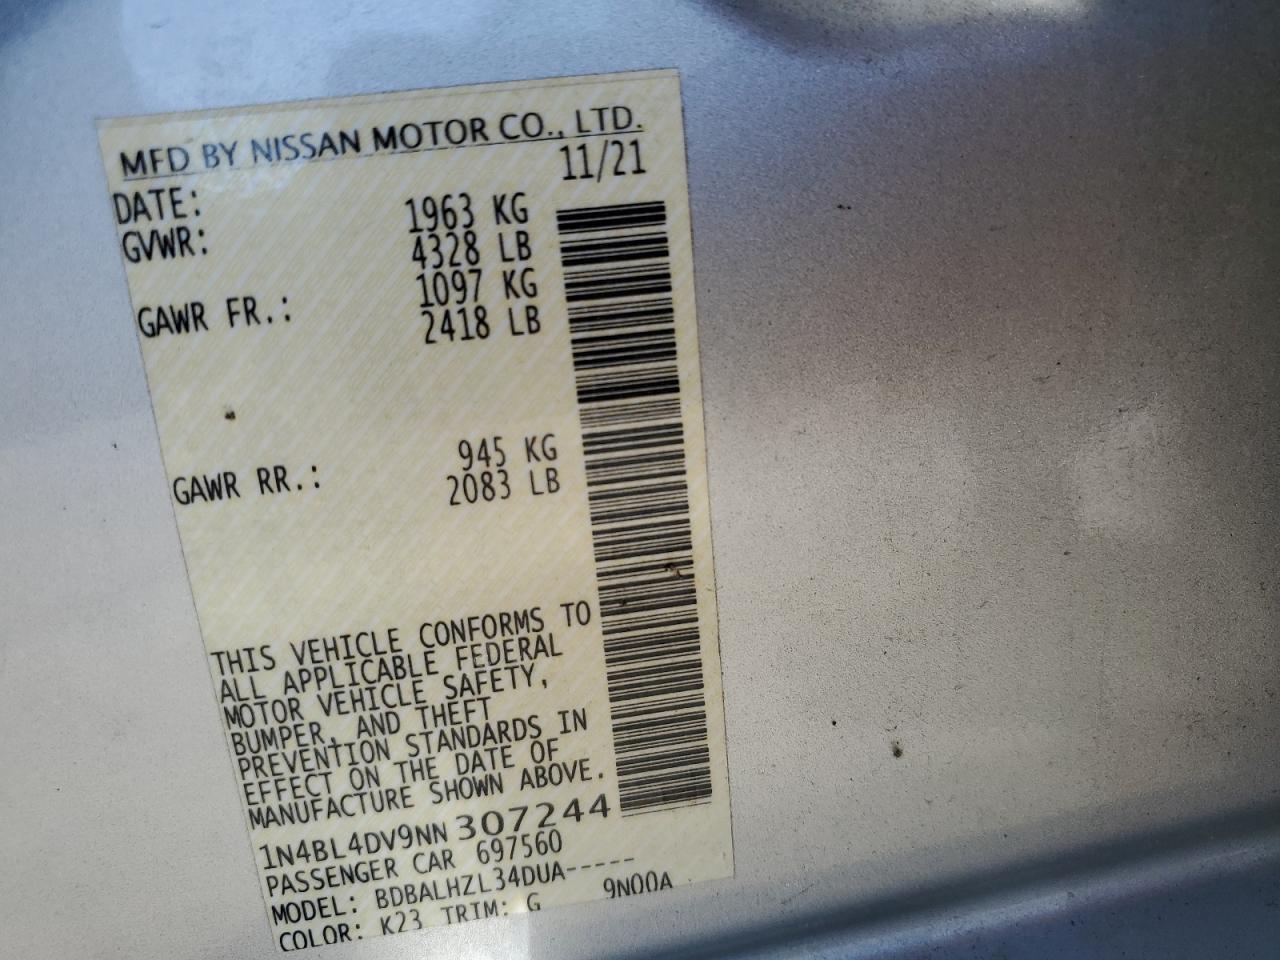 MFD BY NISSAN MOTOR CO., LTD.
DATE: 11/21
GVWR: 1963 KG
4328 LB
GAWR FR.: 1097 KG
2418 LB
GAWR RR.: 945 KG
2083 LB
THIS VEHICLE CONFORMS TO
ALL APPLICABLE FEDERAL
MOTOR VEHICLE SAFETY,
BUMPER, AND THEFT
PREVENTION STANDARDS IN
EFFECT ON THE DATE OF
MANUFACTURE SHOWN ABOVE.
1N4BL4DV9NN307244
PASSENGER CAR 697560
MODEL: BDBALHZL34DUA-----
COLOR: K23 TRIM: G 9N00A